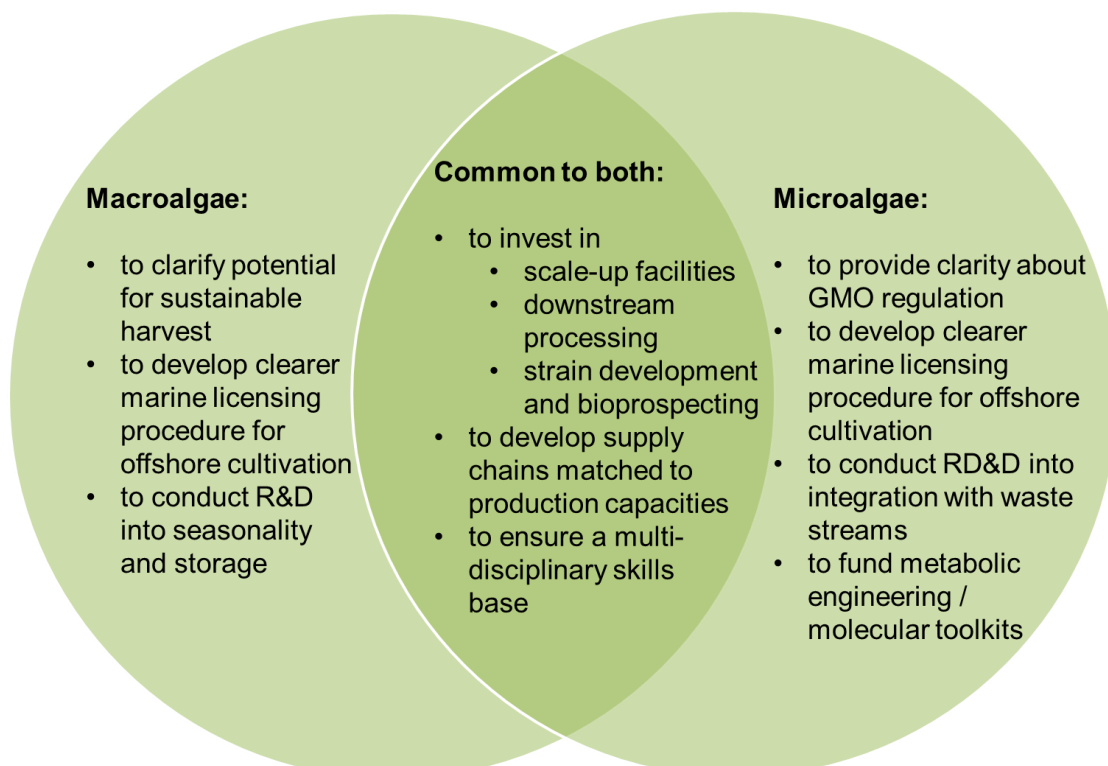 Macroalgae:
• to clarify potential
for sustainable
harvest
• to develop clearer
marine licensing
procedure for
offshore cultivation
• to conduct R&D
into seasonality
and storage
Common to both:
• to invest in
• scale-up facilities
• downstream
processing
• strain development
and bioprospecting
• to develop supply
chains matched to
production capacities
• to ensure a multi-
disciplinary skills
base
Microalgae:
• to provide clarity about
GMO regulation
• to develop clearer
marine licensing
procedure for offshore
cultivation
• to conduct RD&D into
integration with waste
streams
• to fund metabolic
engineering /
molecular toolkits